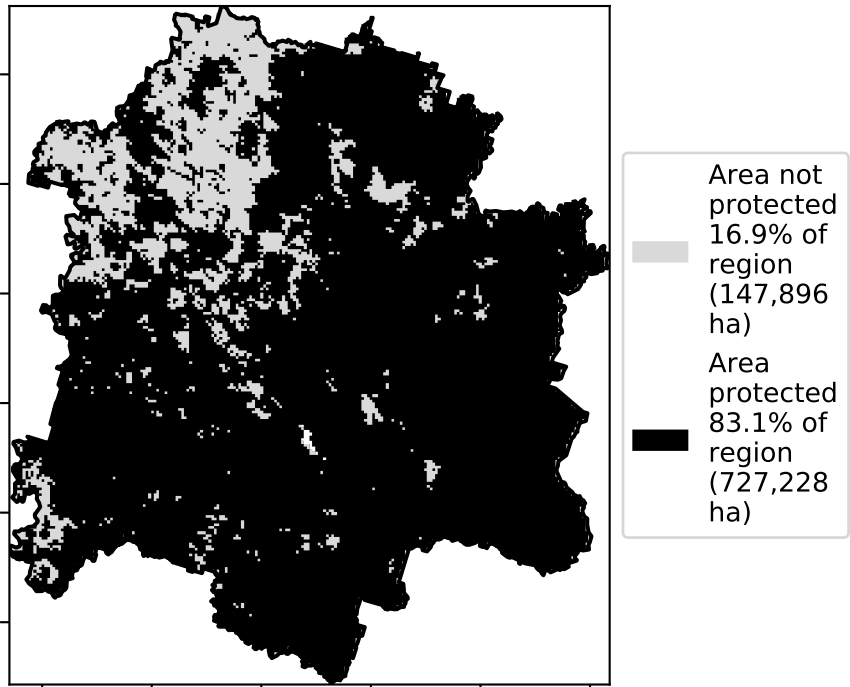 Area not
protected
16.9% of
region
(147,896
ha)
Area
protected
83.1% of
region
(727,228
ha)